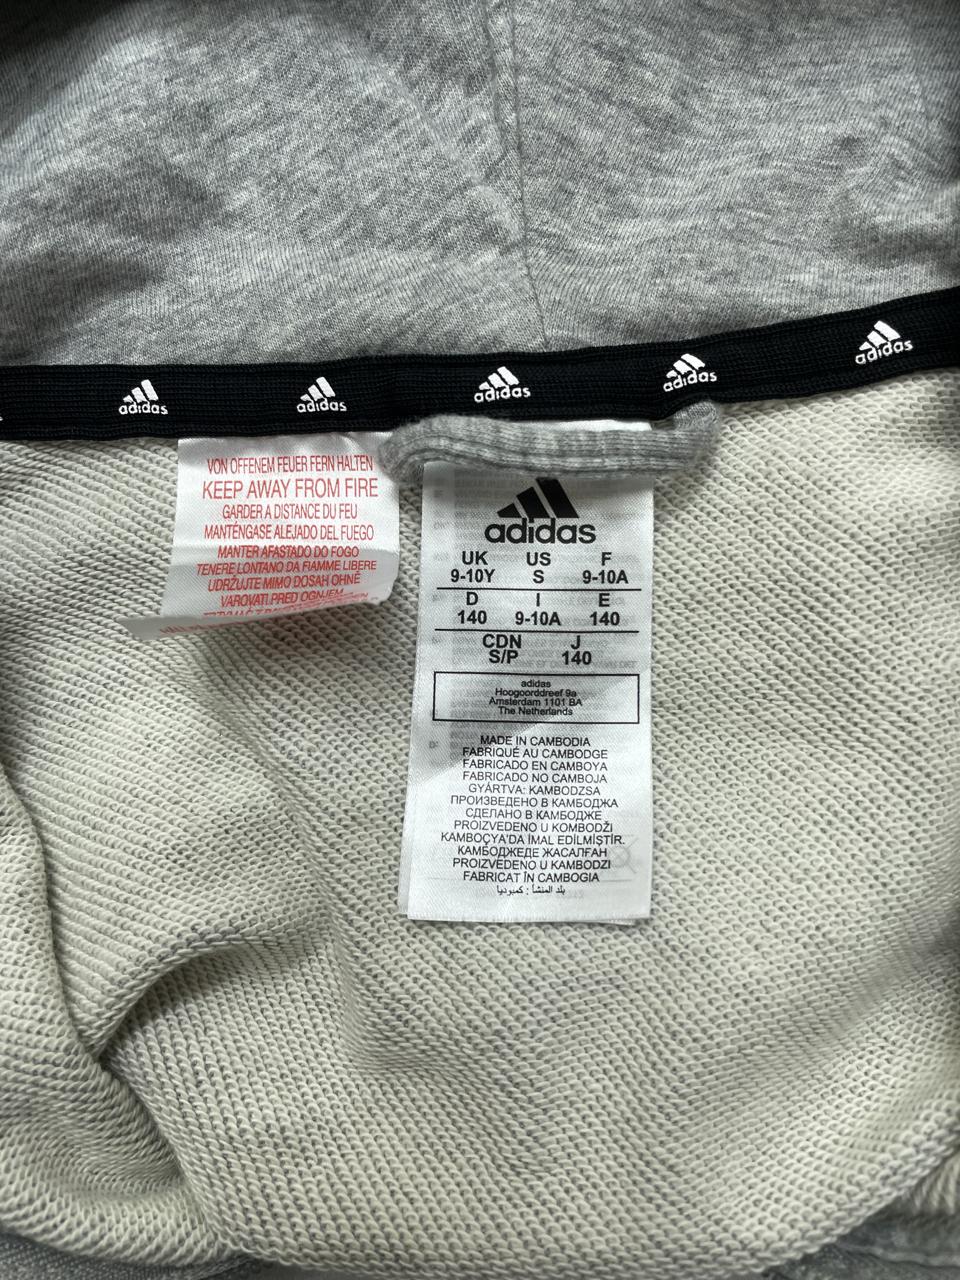 adidas
adidas
adidas
adidas
adidas
VON OFFENEM FEUER FERN HALTEN
KEEP AWAY FROM FIRE
GARDER A DISTANCE DU FEU
MANTÉNGASE ALEJADO DEL FUEGO
MANTER AFASTADO DO FOGO
TENERE LONTANO DA FIAMME LIBERE
UDRŽUJTE MIMO DOSAH OHNĚ
VAROVATI PRED OGNJEM
adidas
UK US F
9-10Y S 9-10A
D I E
140 9-10A 140
CDN J
S/P 140
adidas
Hoogoorddreef 9a
Amsterdam 1101 BA
The Netherlands
MADE IN CAMBODIA
FABRIQUÉ AU CAMBODGE
FABRICADO EN CAMBOYA
FABRICADO NO CAMBOJA
GYÁRTVA: KAMBODZSA
ПРОИЗВЕДЕНО В КАМБОДЖА
СДЕЛАНО В КАМБОДЖЕ
PROIZVEDENO U KOMBODŽI
KAMBOÇYA'DA İMAL EDİLMİŞTİR.
КАМБОДЖЕДЕ ЖАСАЛҒАН
PROIZVEDENO U KAMBODZI
FABRICAT ÎN CAMBOGIA
بلد المنشأ : كمبوديا